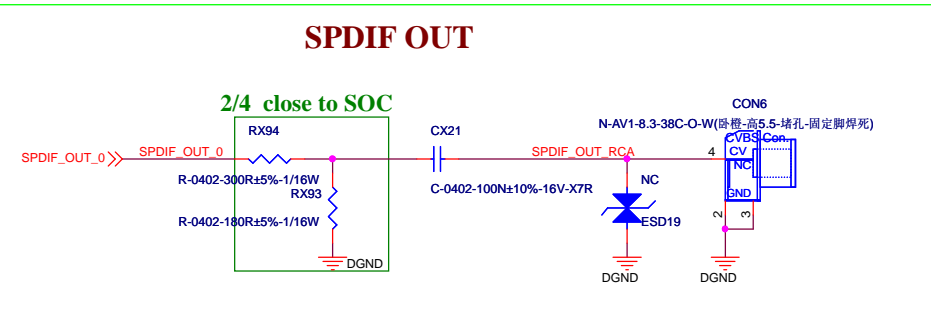 SPDIF OUT
2/4 close to SOC
CON6
RX94
CX21
N-AV1-8.3-38C-O-W(卧橙-高5.5-堵孔-固定脚焊死)
CVBS Con.
SPDIF_OUT_0
SPDIF_OUT_0
SPDIF_OUT_RCA
4
CV
NC
R-0402-300R±5%-1/16W
NC
C-0402-100N±10%-16V-X7R
RX93
GND
R-0402-180R±5%-1/16W
ESD19
2
3
DGND
DGND
DGND